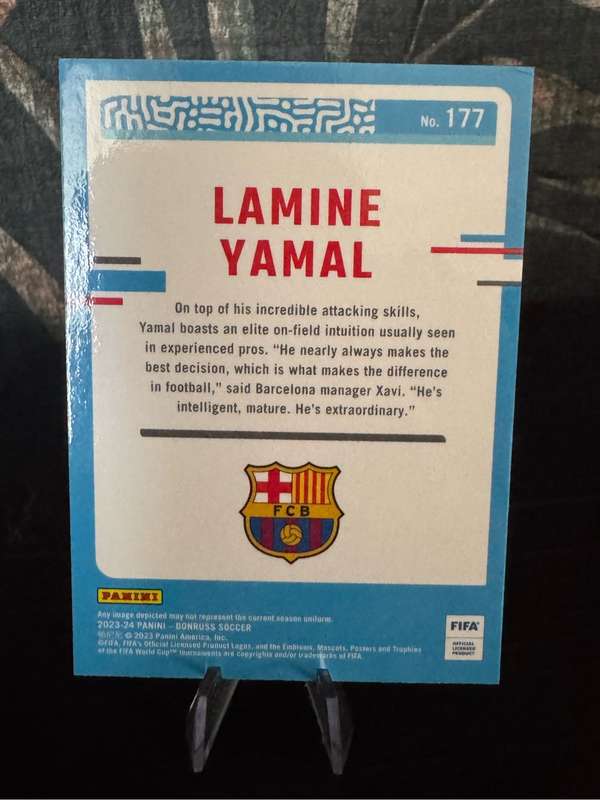 No. 177
LAMINE
YAMAL
On top of his incredible attacking skills,
Yamal boasts an elite on-field intuition usually seen
in experienced pros. “He nearly always makes the
best decision, which is what makes the difference
in football,” said Barcelona manager Xavi. “He's
intelligent, mature. He's extraordinary.”
FCB
PANINI
Any image depicted may not represent the current season uniform.
2023-24 PANINI – DONRUSS SOCCER
© 2023 Panini America, Inc.
©FIFA, FIFA's Official Licensed Product Logos, and the Emblems, Mascots, Posters and Trophies
of the FIFA World Cup™ tournaments are copyrights and/or trademarks of FIFA.
FIFA®
OFFICIAL
LICENSED
PRODUCT